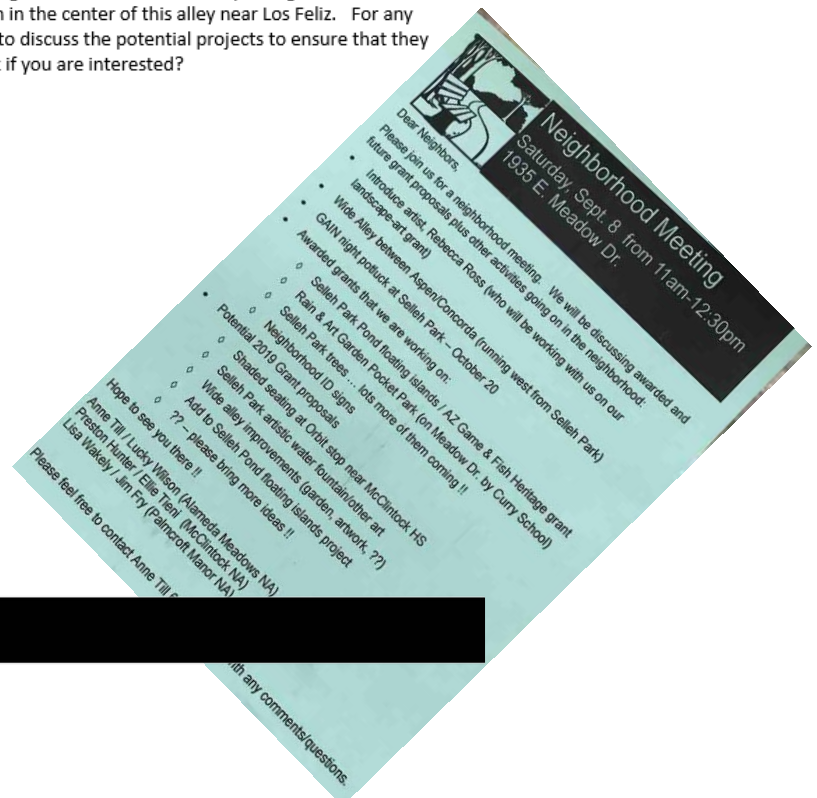 in the center of this alley near Los Feliz. For any
to discuss the potential projects to ensure that they
if you are interested?
Neighborhood Meeting
Saturday, Sept. 8 from 11am-12:30pm
1935 E. Meadow Dr.
Dear Neighbors,
Please join us for a neighborhood meeting. We will be discussing awarded and
future grant proposals plus other activities going on in the neighborhood:
• Introduce artist, Rebecca Ross (who will be working with us on our
landscape-art grant)
• Wide Alley between Aspen/Concorda (running west from Selleh Park)
• GAIN night potluck at Selleh Park – October 20
• Awarded grants that we are working on:
o Selleh Park Pond floating islands / AZ Game & Fish Heritage grant
o Rain & Art Garden Pocket Park (on Meadow Dr. by Curry School)
o Selleh Park trees … lots more of them coming !!
o Neighborhood ID signs
• Potential 2019 Grant proposals
o Shaded seating at Orbit stop near McClintock HS
o Selleh Park artistic water fountain/other art
o Wide alley improvements (garden, artwork, ??)
o Add to Selleh Pond floating islands project
o ?? – please bring more ideas !!
Hope to see you there !!
Anne Till / Lucky Wilson (Alameda Meadows NA)
Preston Hunter / Ellie Tieni (McClintock NA)
Lisa Wakely / Jim Fry (Palmcroft Manor NA)
Please feel free to contact Anne Till with any comments/questions.